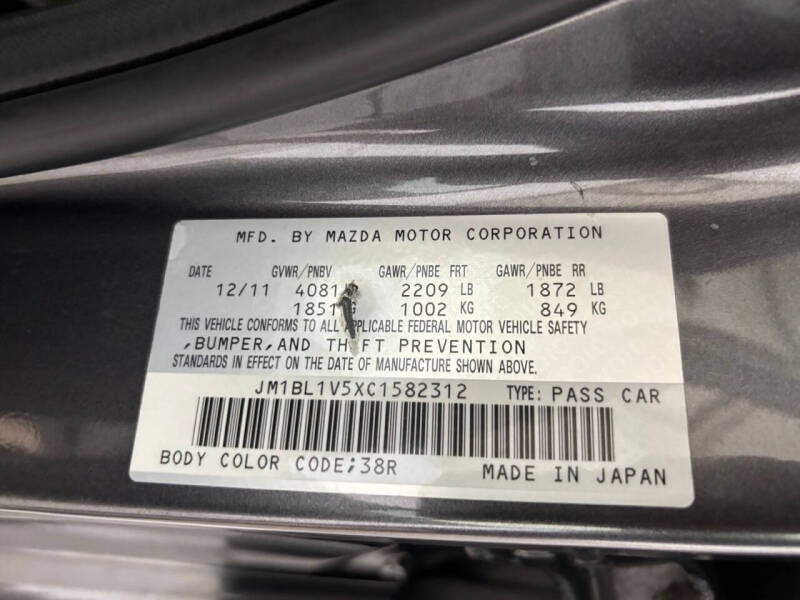 MFD. BY MAZDA MOTOR CORPORATION
DATE GVWR/PNBV GAWR/PNBE FRT GAWR/PNBE RR
12/11 4081 2209 LB 1872 LB
1851 1002 KG 849 KG
THIS VEHICLE CONFORMS TO ALL APPLICABLE FEDERAL MOTOR VEHICLE SAFETY
,BUMPER,AND THEFT PREVENTION
STANDARDS IN EFFECT ON THE DATE OF MANUFACTURE SHOWN ABOVE.
JM1BL1V5XC1582312 TYPE: PASS CAR
BODY COLOR CODE;38R MADE IN JAPAN